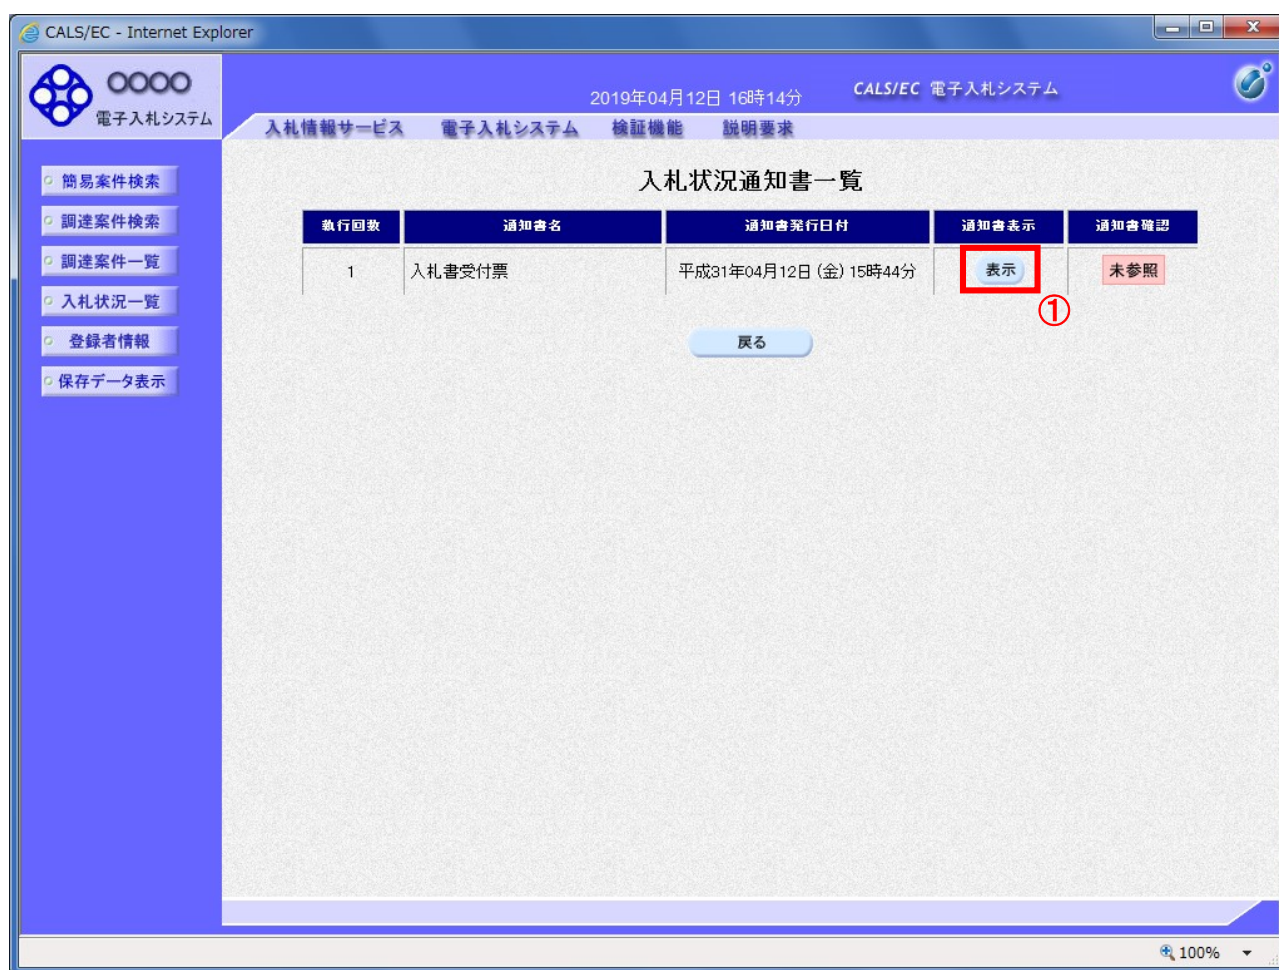 CALS/EC - Internet Explorer
OOOO
電子入札システム
2019年04月12日 16時14分
CALS/EC 電子入札システム
入札情報サービス 電子入札システム 検証機能 説明要求
簡易案件検索
調達案件検索
調達案件一覧
入札状況一覧
登録者情報
保存データ表示
入札状況通知書一覧
執行回数 通知書名 通知書発行日付 通知書表示 通知書確認
1 入札書受付票 平成31年04月12日(金) 15時44分 表示 未参照
①
戻る
100%